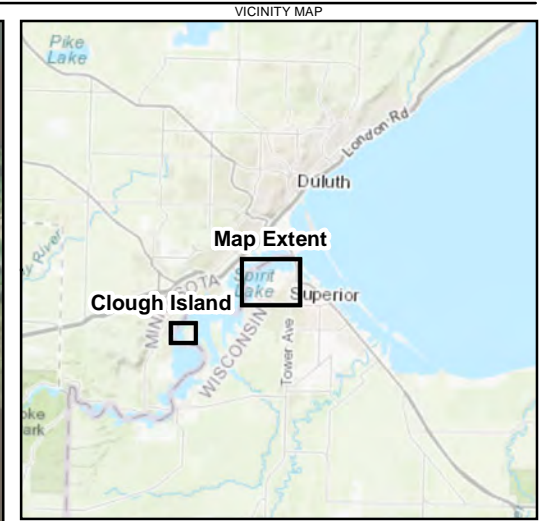 VICINITY MAP
Pike
Lake
London Rd
Duluth
Map Extent
Spirit
Lake
Superior
Clough Island
MINNESOTA
WISCONSIN
Tower Ave
River
ark